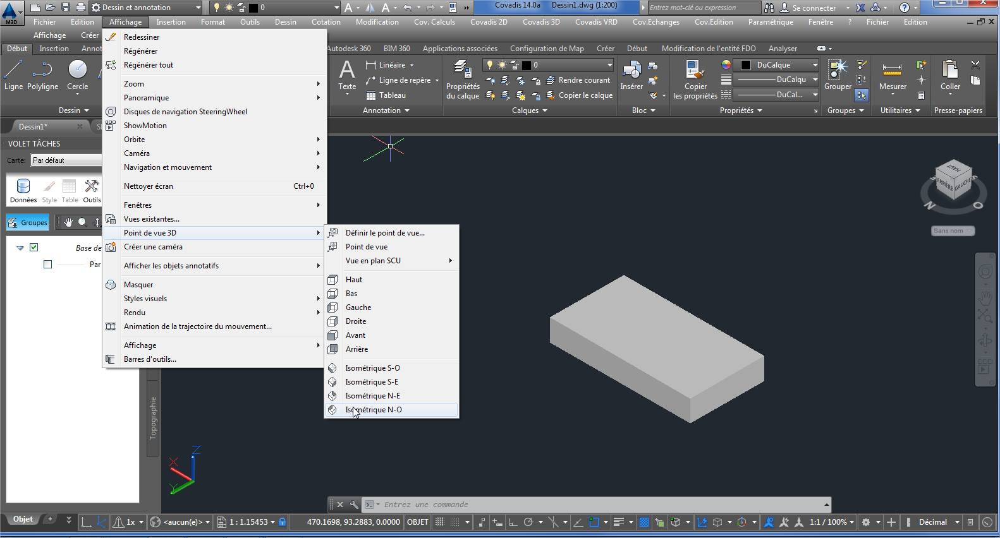 M3D
Dessin et annotation
0
Covadis 14.0a Dessin1.dwg (1:200)
Entrez mot-clé ou expression
Se connecter
Fichier Edition Affichage Insertion Format Outils Dessin Cotation Modification Cov. Calculs Covadis 2D Covadis 3D Covadis VRD Cov.Echanges Cov.Edition Paramétrique Fenêtre ? Fichier Edition
Affichage Créer
Début Insertion Annot
Autodesk 360 BIM 360 Applications associées Configuration de Map Créer Début Modification de l'entité FDO Analyser
Ligne Polyligne Cercle
Dessin
Texte
Linéaire
Ligne de repère
Tableau
Annotation
Propriétés du calque
0
Rendre courant
Copier le calque
Calques
Insérer
Bloc
Copier les propriétés
DuCalque
DuCalqu
DuCal...
Propriétés
Grouper
Groupes
Mesurer
Utilitaires
Coller
Presse-papiers
Dessin1*
VOLET TÂCHES
Carte: Par défaut
Données Style Table Outils
Groupes
Base de
Par
Redessiner
Régénérer
Régénérer tout
Zoom
Panoramique
Disques de navigation SteeringWheel
ShowMotion
Orbite
Caméra
Navigation et mouvement
Nettoyer écran Ctrl+0
Fenêtres
Vues existantes...
Point de vue 3D
Créer une caméra
Afficher les objets annotatifs
Masquer
Styles visuels
Rendu
Animation de la trajectoire du mouvement...
Affichage
Barres d'outils...
Définir le point de vue...
Point de vue
Vue en plan SCU
Haut
Bas
Gauche
Droite
Avant
Arrière
Isométrique S-O
Isométrique S-E
Isométrique N-E
Isométrique N-O
HAUT
ARRIÈRE
GAUCHE
S
N
O
Sans nom
Topographie
Z
X
Y
Entrez une commande
Objet
1x
<aucun(e)>
1 : 1.15453
470.1698, 93.2883, 0.0000
OBJET
1:1 / 100%
Décimal